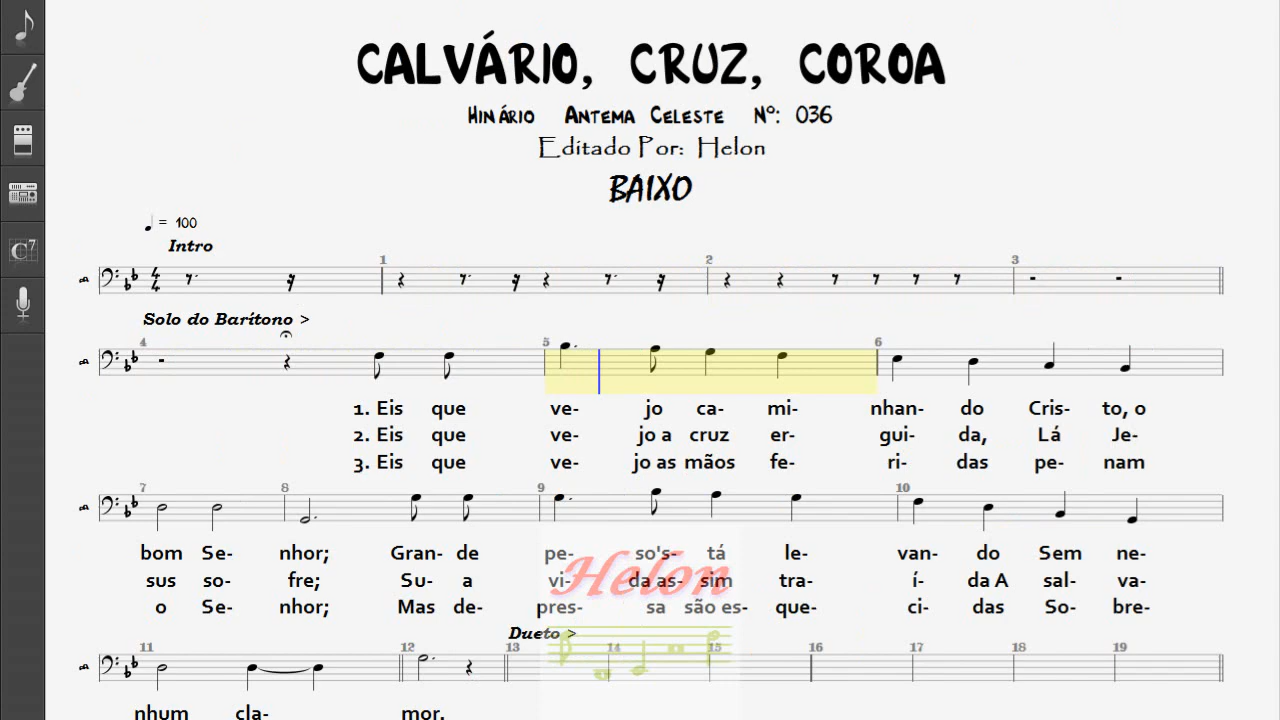 CALVÁRIO, CRUZ, COROA
HINÁRIO ANTEMA CELESTE Nº: 036
Editado Por: Helon
BAIXO
= 100
Intro
1 2 3
C7
Solo do Barítono >
4 5 6
1. Eis que ve- jo ca- mi- nhan- do Cris- to, o
2. Eis que ve- jo a cruz er- gui- da, Lá Je-
3. Eis que ve- jo as mãos fe- ri- das pe- nam
7 8 9 10
bom Se- nhor; Gran- de pe- so's- tá le- van- do Sem ne-
sus so- fre; Su- a vi- da as- sim tra- í- da A sal- va-
o Se- nhor; Mas de- pres- sa são es- que- ci- das So- bre-
Helon
Dueto >
11 12 13 14 15 16 17 18 19
nhum cla- mor.